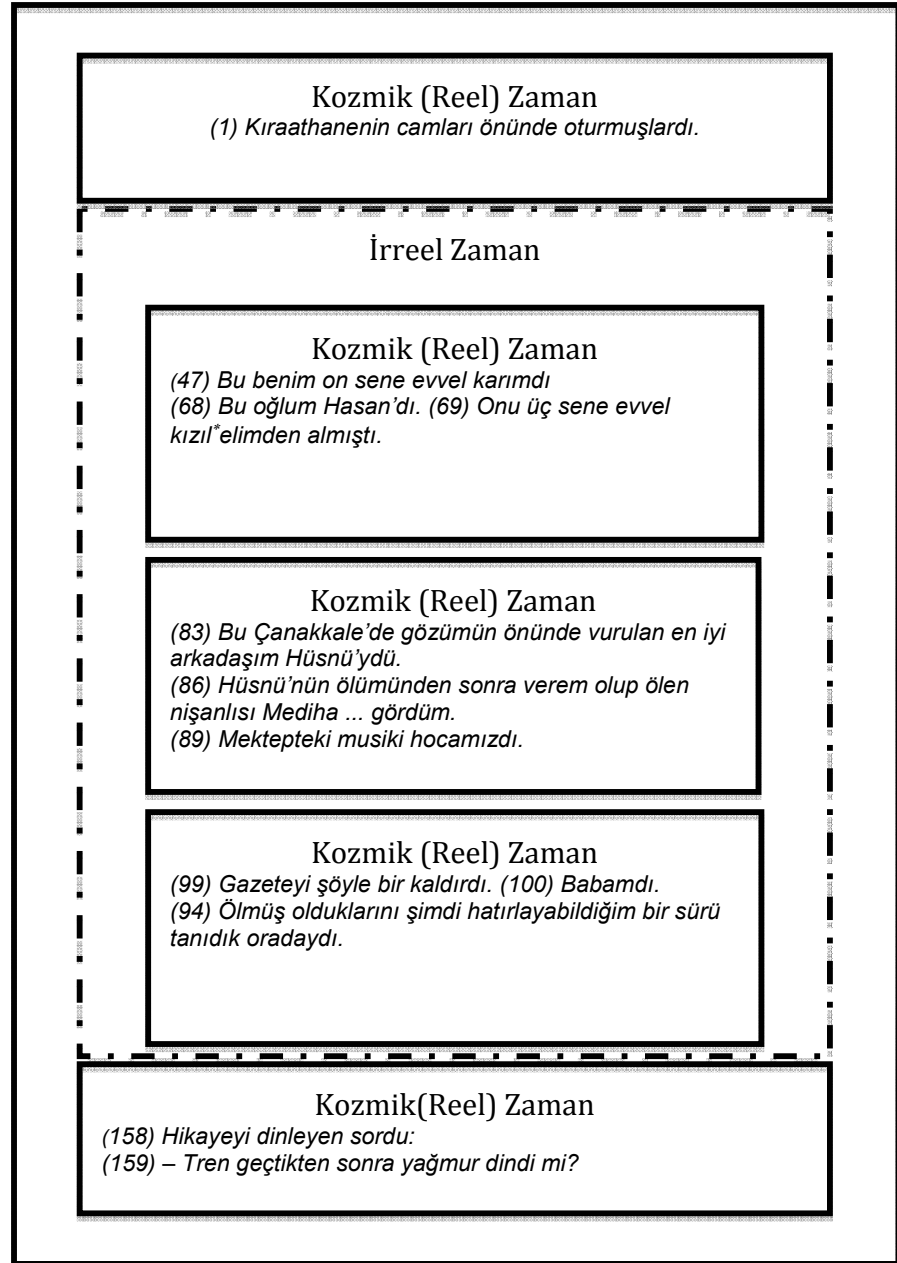 Kozmik (Reel) Zaman
(1) Kıraathanenin camları önünde oturmuşlardı.
İrreel Zaman
Kozmik (Reel) Zaman
(47) Bu benim on sene evvel karımdı
(68) Bu oğlum Hasan’dı. (69) Onu üç sene evvel
kızıl*elimden almıştı.
Kozmik (Reel) Zaman
(83) Bu Çanakkale’de gözümün önünde vurulan en iyi
arkadaşım Hüsnü’ydü.
(86) Hüsnü’nün ölümünden sonra verem olup ölen
nişanlısı Mediha ... gördüm.
(89) Mektepteki musiki hocamızdı.
Kozmik (Reel) Zaman
(99) Gazeteyi şöyle bir kaldırdı. (100) Babamdı.
(94) Ölmüş olduklarını şimdi hatırlayabildiğim bir sürü
tanıdık oradaydı.
Kozmik(Reel) Zaman
(158) Hikayeyi dinleyen sordu:
(159) – Tren geçtikten sonra yağmur dindi mi?